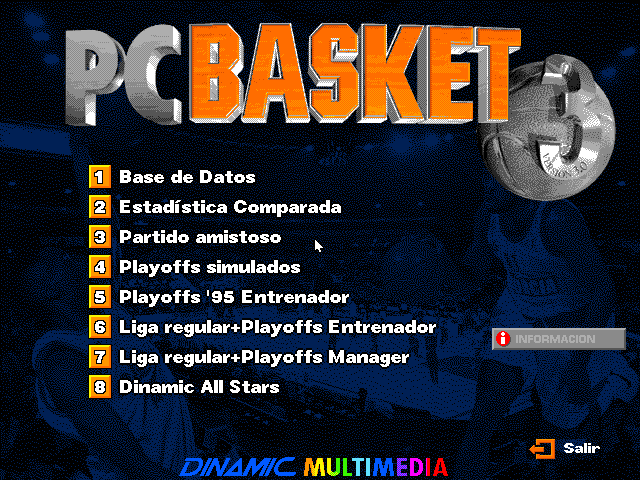 PC BASKET 3
VERSION 3.0
1 Base de Datos
2 Estadística Comparada
3 Partido amistoso
4 Playoffs simulados
5 Playoffs '95 Entrenador
6 Liga regular+Playoffs Entrenador
i INFORMACION
7 Liga regular+Playoffs Manager
8 Dinamic All Stars
Salir
DINAMIC MULTIMEDIA